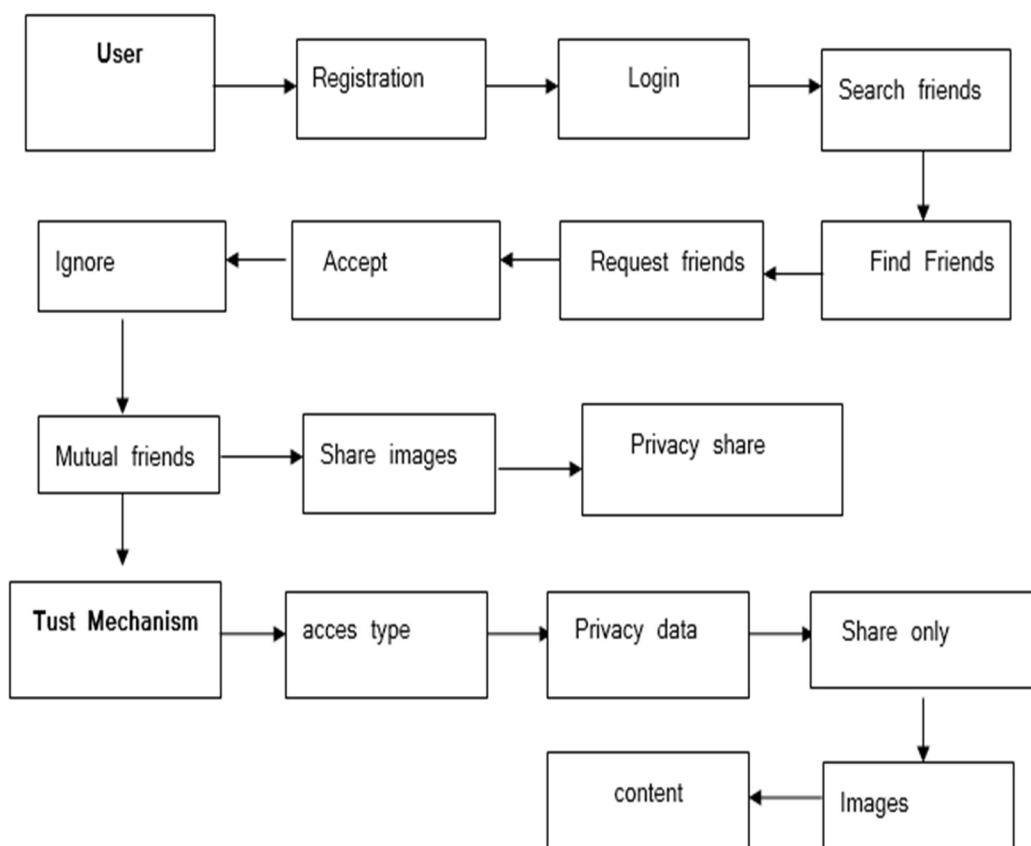 User
Registration
Login
Search friends
Ignore
Accept
Request friends
Find Friends
Mutual friends
Share images
Privacy share
Tust Mechanism
acces type
Privacy data
Share only
content
Images